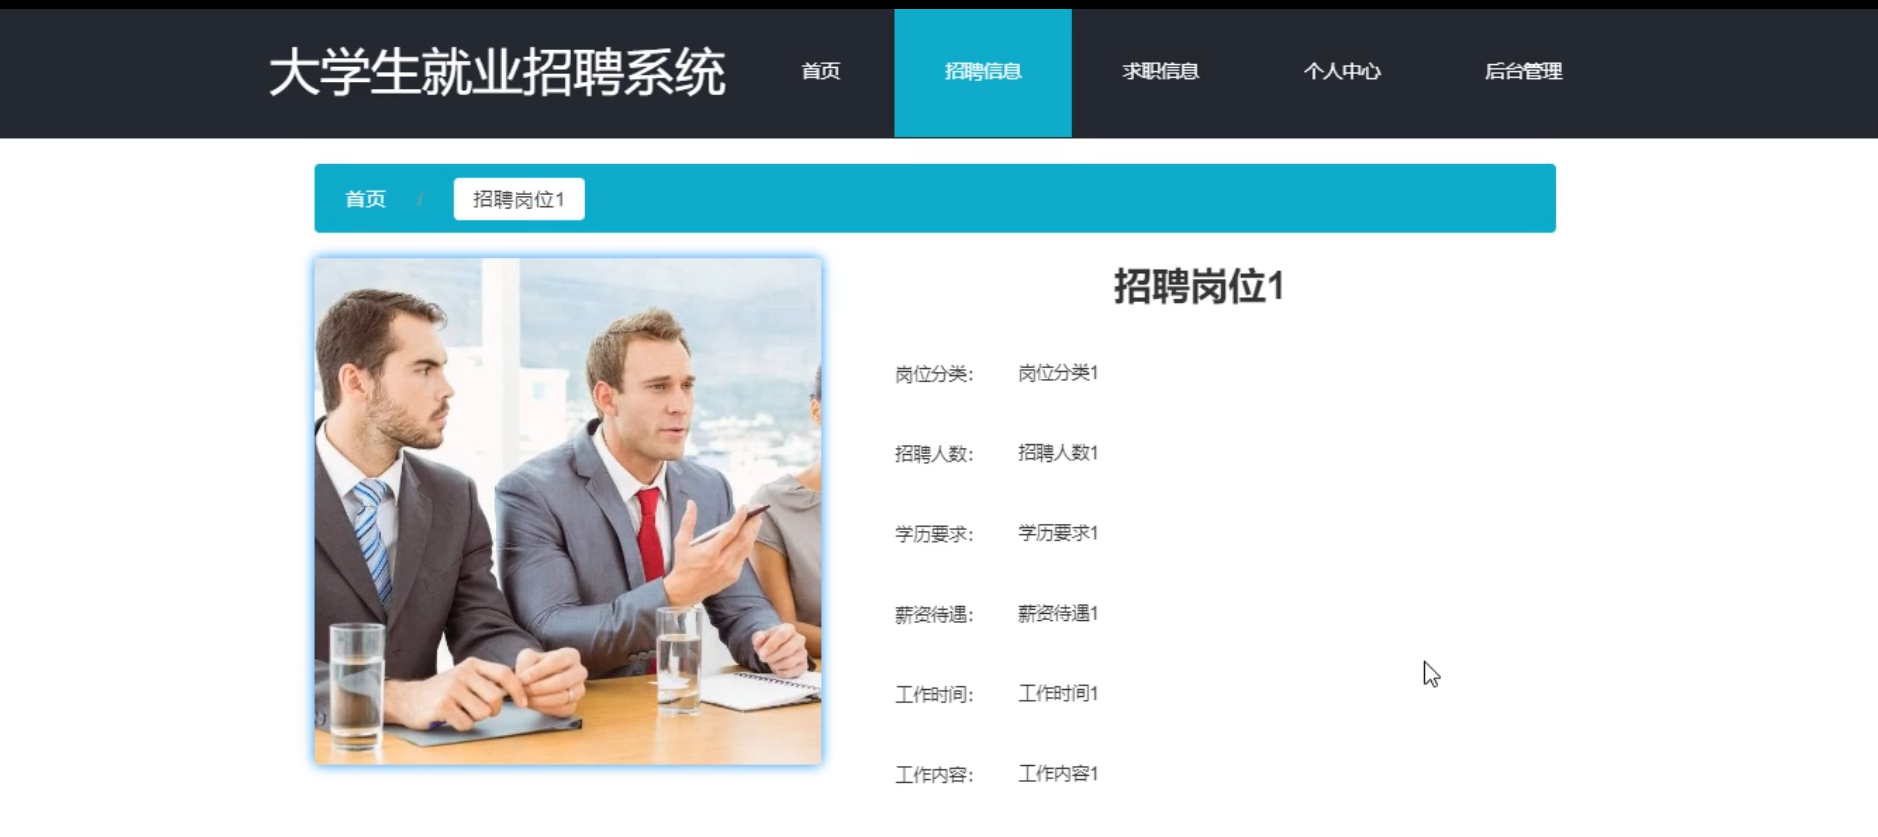 大学生就业招聘系统 首页 招聘信息 求职信息 个人中心 后台管理
首页 / 招聘岗位1
招聘岗位1
岗位分类: 岗位分类1
招聘人数: 招聘人数1
学历要求: 学历要求1
薪资待遇: 薪资待遇1
工作时间: 工作时间1
工作内容: 工作内容1